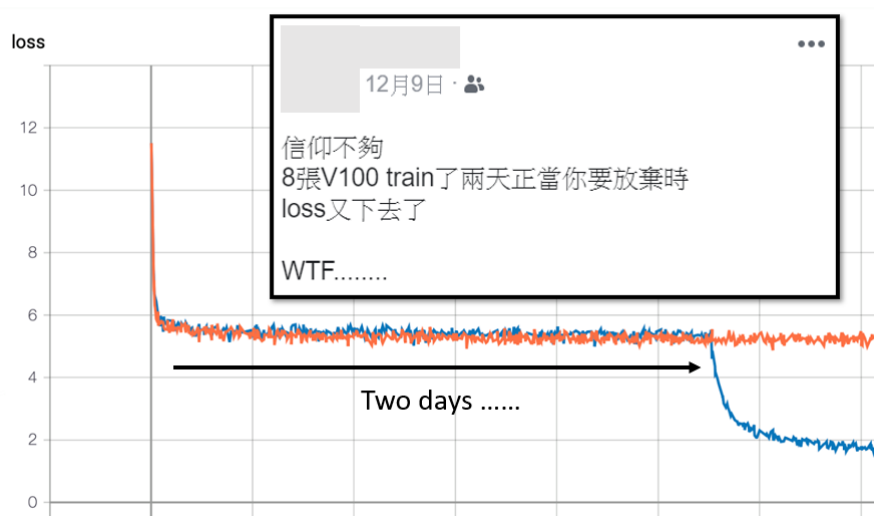 loss
12月9日 ·
信仰不夠
8張V100 train了兩天正當你要放棄時
loss又下去了
WTF........
12
10
8
6
4
Two days ......
2
0